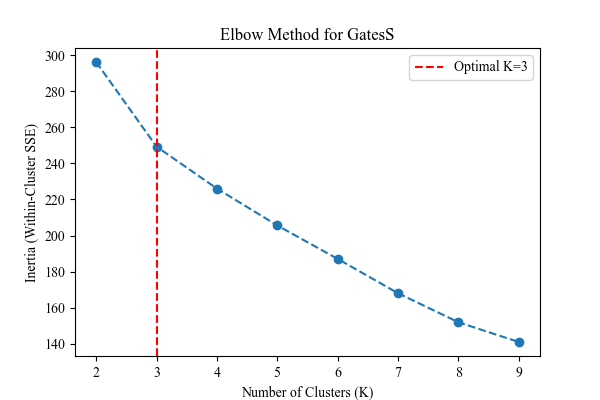 Elbow Method for GatesS
Optimal K=3
Inertia (Within-Cluster SSE)
300
280
260
240
220
200
180
160
140
2 3 4 5 6 7 8 9
Number of Clusters (K)